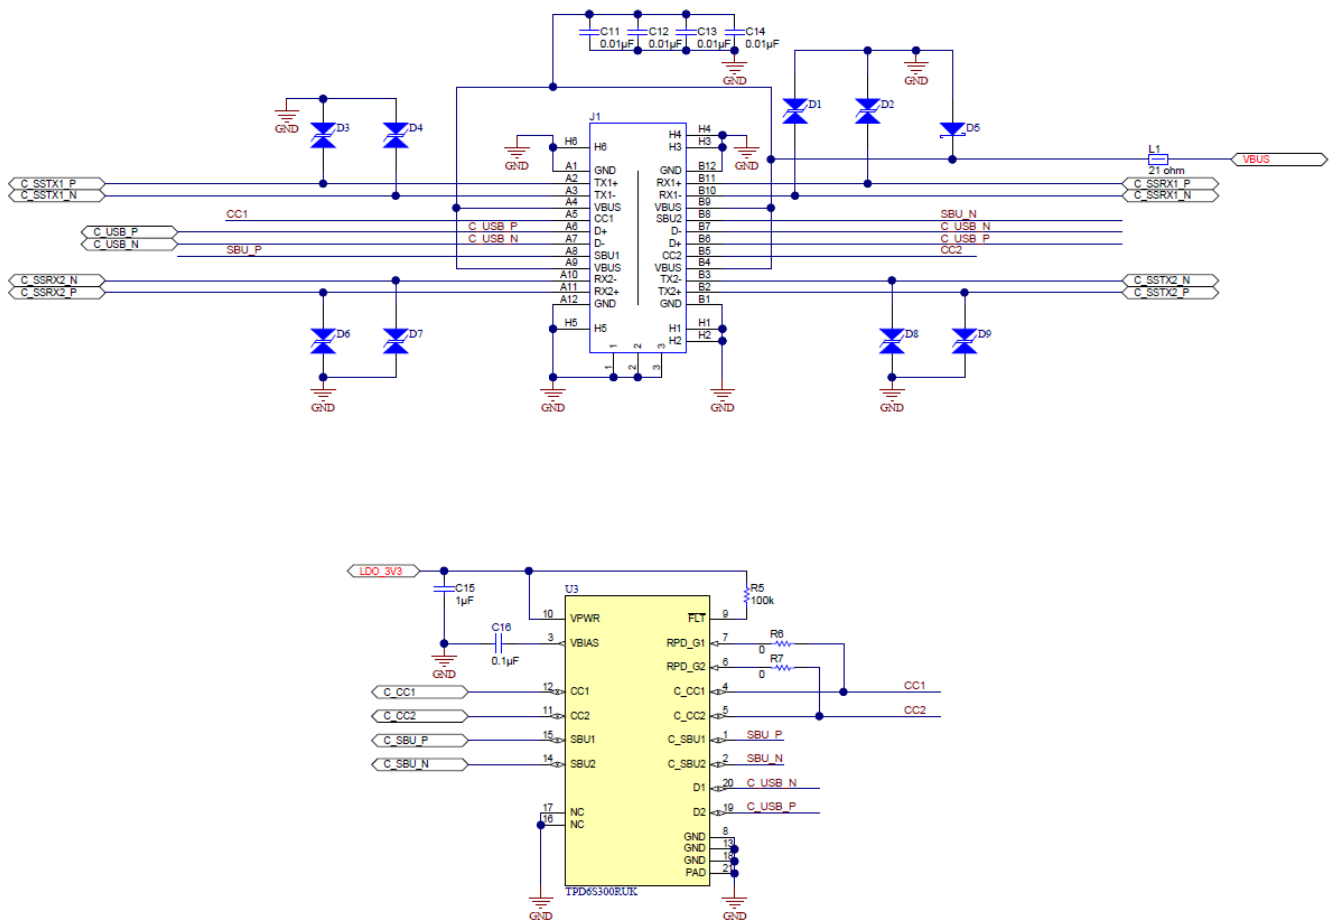 C11 C12 C13 C14
0.01µF 0.01µF 0.01µF 0.01µF
GND
D1 D2
GND
D3 D4
GND
D5
J1
L1
21 ohm
VBUS
GND
H6 H6
H4 H4
H3 H3
GND
A1 GND GND B12
C_SSTX1_P A2 TX1+ RX1+ B11 C_SSRX1_P
C_SSTX1_N A3 TX1- RX1- B10 C_SSRX1_N
A4 VBUS VBUS B9
CC1 A5 CC1 SBU2 B8 SBU_N
C_USB_P C_USB_P A6 D+ D- B7 C_USB_N
C_USB_N C_USB_N A7 D- D+ B6 C_USB_P
SBU_P A8 SBU1 CC2 B5 CC2
A9 VBUS VBUS B4
C_SSRX2_N A10 RX2- TX2- B3 C_SSTX2_N
C_SSRX2_P A11 RX2+ TX2+ B2 C_SSTX2_P
A12 GND GND B1
H5 H5 H1 H1
H2 H2
D6 D7
D8 D9
1 2 3
1 2 3
GND GND GND GND
LDO_3V3
C15
1µF
U3
R5
100k
10 VPWR FLT 9
C16
0.1µF
GND
3 VBIAS RPD_G1 7 R6
0
RPD_G2 6 R7
0
C_CC1 12 CC1 C_CC1 4 CC1
C_CC2 11 CC2 C_CC2 5 CC2
C_SBU_P 15 SBU1 C_SBU1 1 SBU_P
C_SBU_N 14 SBU2 C_SBU2 2 SBU_N
D1 20 C_USB_N
17 NC D2 19 C_USB_P
16 NC
GND 8
GND 13
GND 18
PAD 21
TPD6S300RUK
GND GND